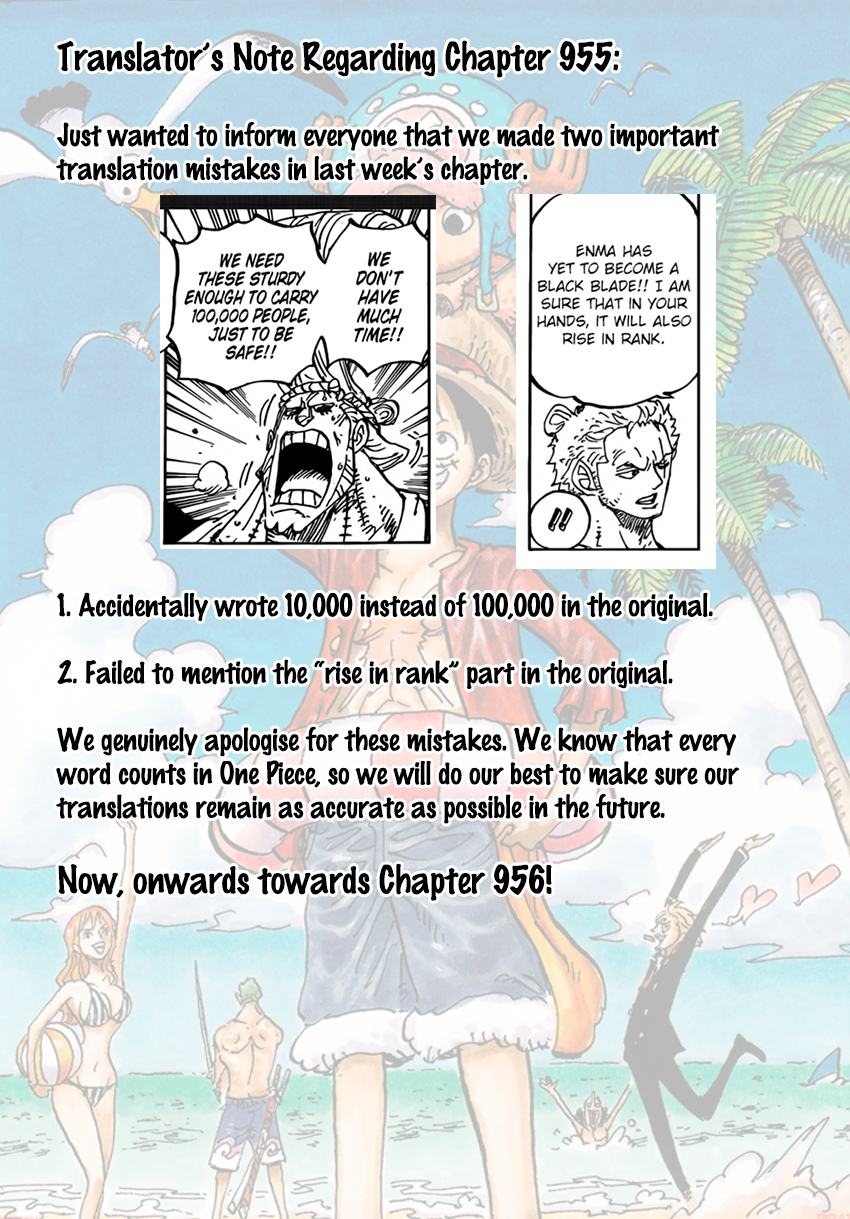 Translator's Note Regarding Chapter 955:
Just wanted to inform everyone that we made two important
translation mistakes in last week's chapter.
WE
DON'T
HAVE
MUCH
TIME!!
WE NEED
THESE STURDY
ENOUGH TO CARRY
100,000 PEOPLE,
JUST TO BE
SAFE!!
ENMA HAS
YET TO BECOME A
BLACK BLADE!! I AM
SURE THAT IN YOUR
HANDS, IT WILL ALSO
RISE IN RANK.
!!
1. Accidentally wrote 10,000 instead of 100,000 in the original.
2. Failed to mention the "rise in rank" part in the original.
We genuinely apologise for these mistakes. We know that every
word counts in One Piece, so we will do our best to make sure our
translations remain as accurate as possible in the future.
Now, onwards towards Chapter 956!